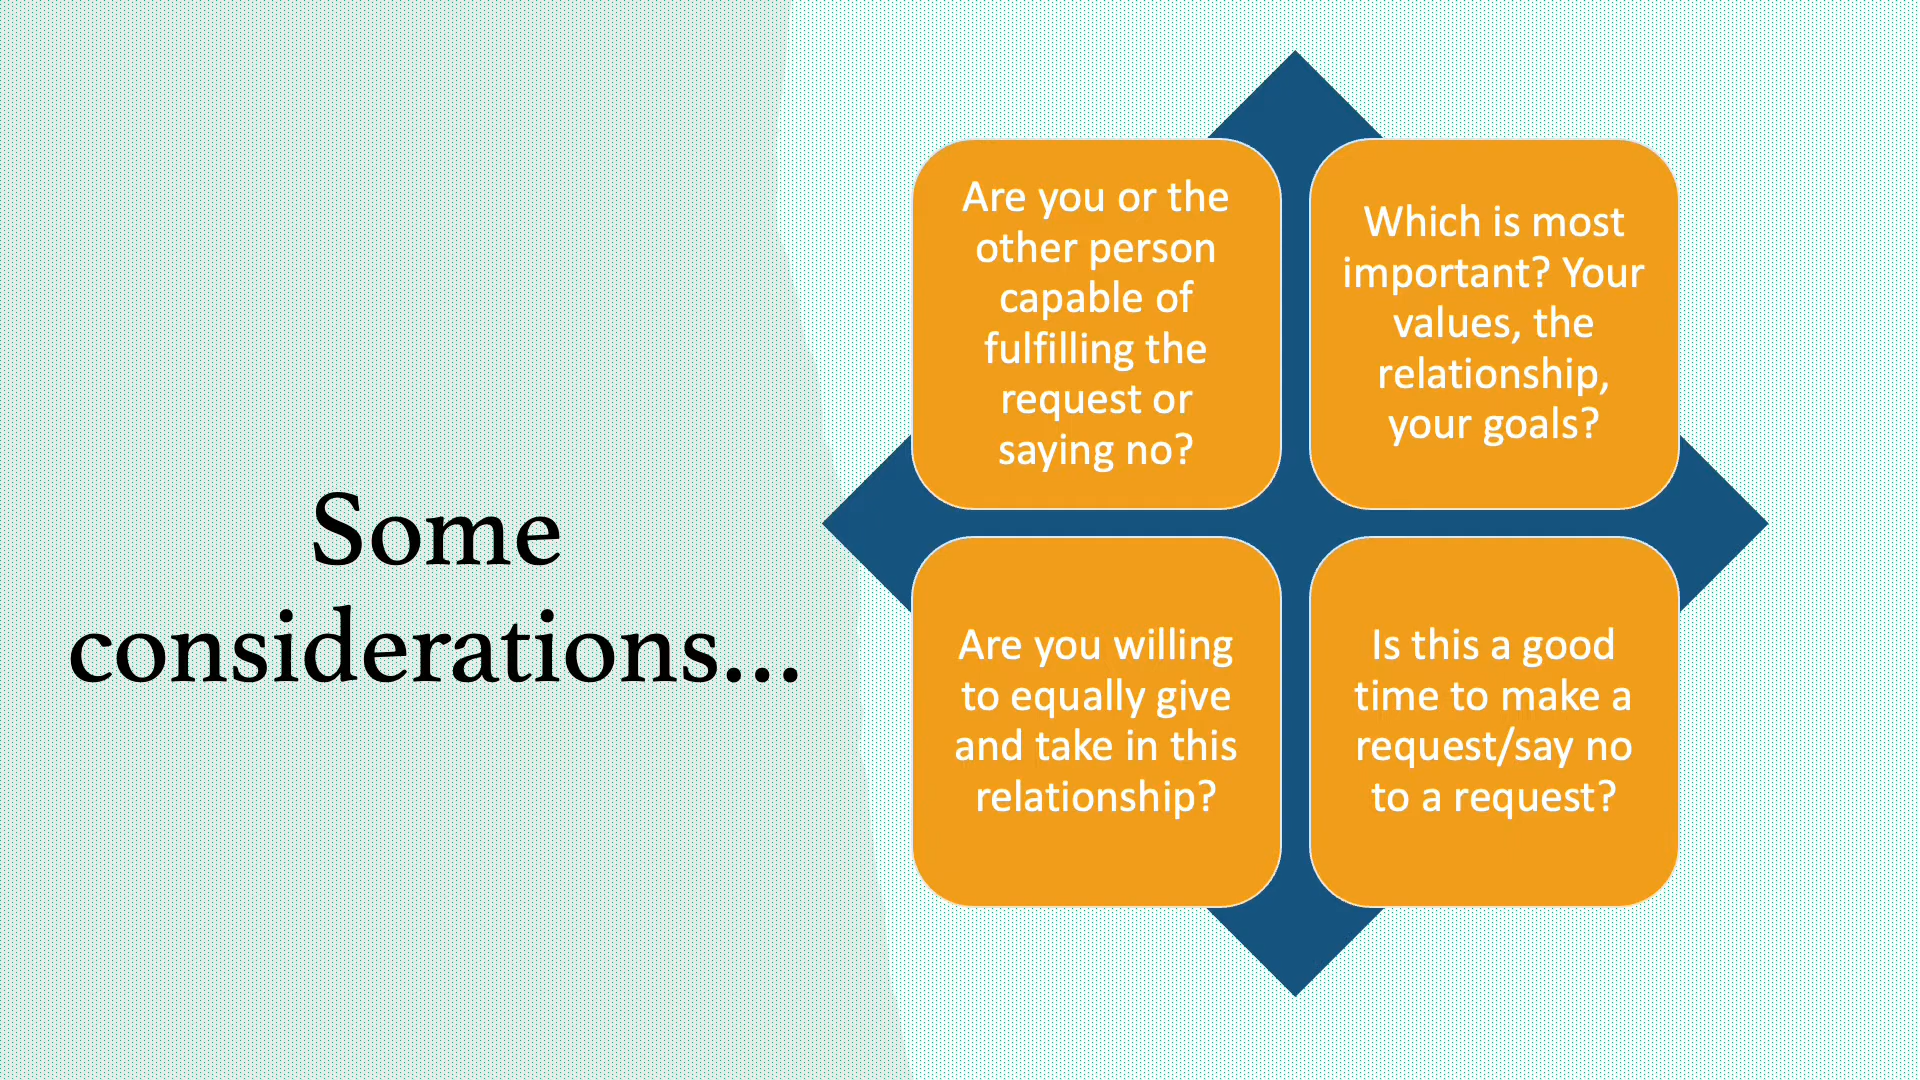 Some
considerations...
Are you or the
other person
capable of
fulfilling the
request or
saying no?
Which is most
important? Your
values, the
relationship,
your goals?
Are you willing
to equally give
and take in this
relationship?
Is this a good
time to make a
request/say no
to a request?